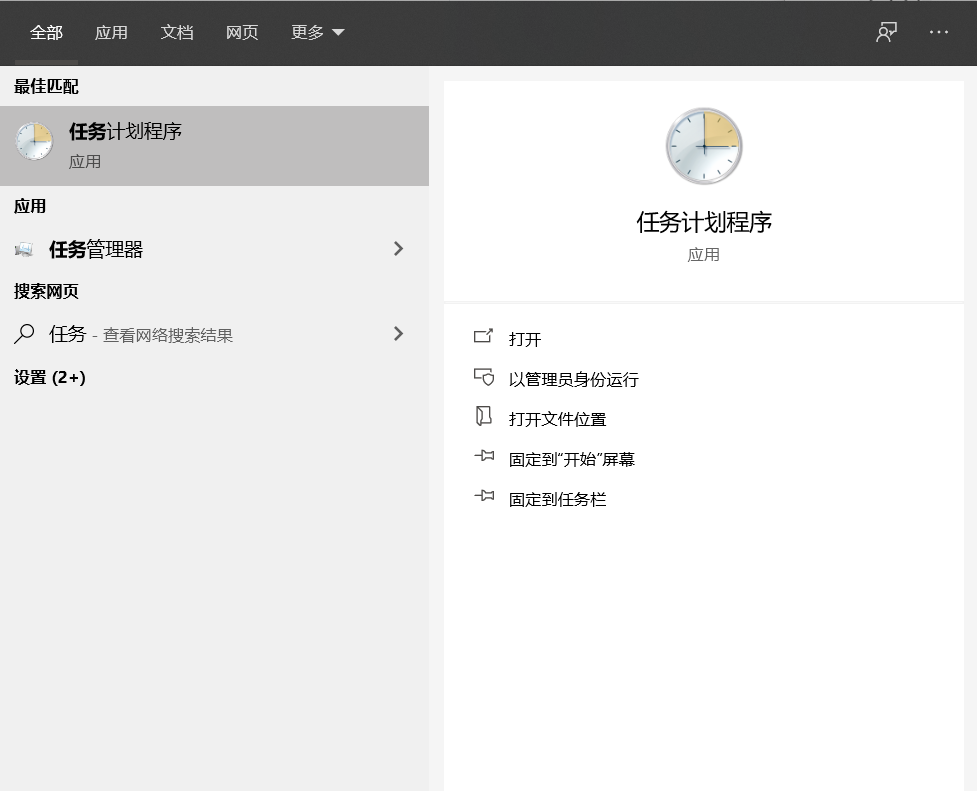 全部 应用 文档 网页 更多
最佳匹配
任务计划程序
应用
应用
任务管理器
搜索网页
任务 - 查看网络搜索结果
设置 (2+)
任务计划程序
应用
打开
以管理员身份运行
打开文件位置
固定到“开始”屏幕
固定到任务栏